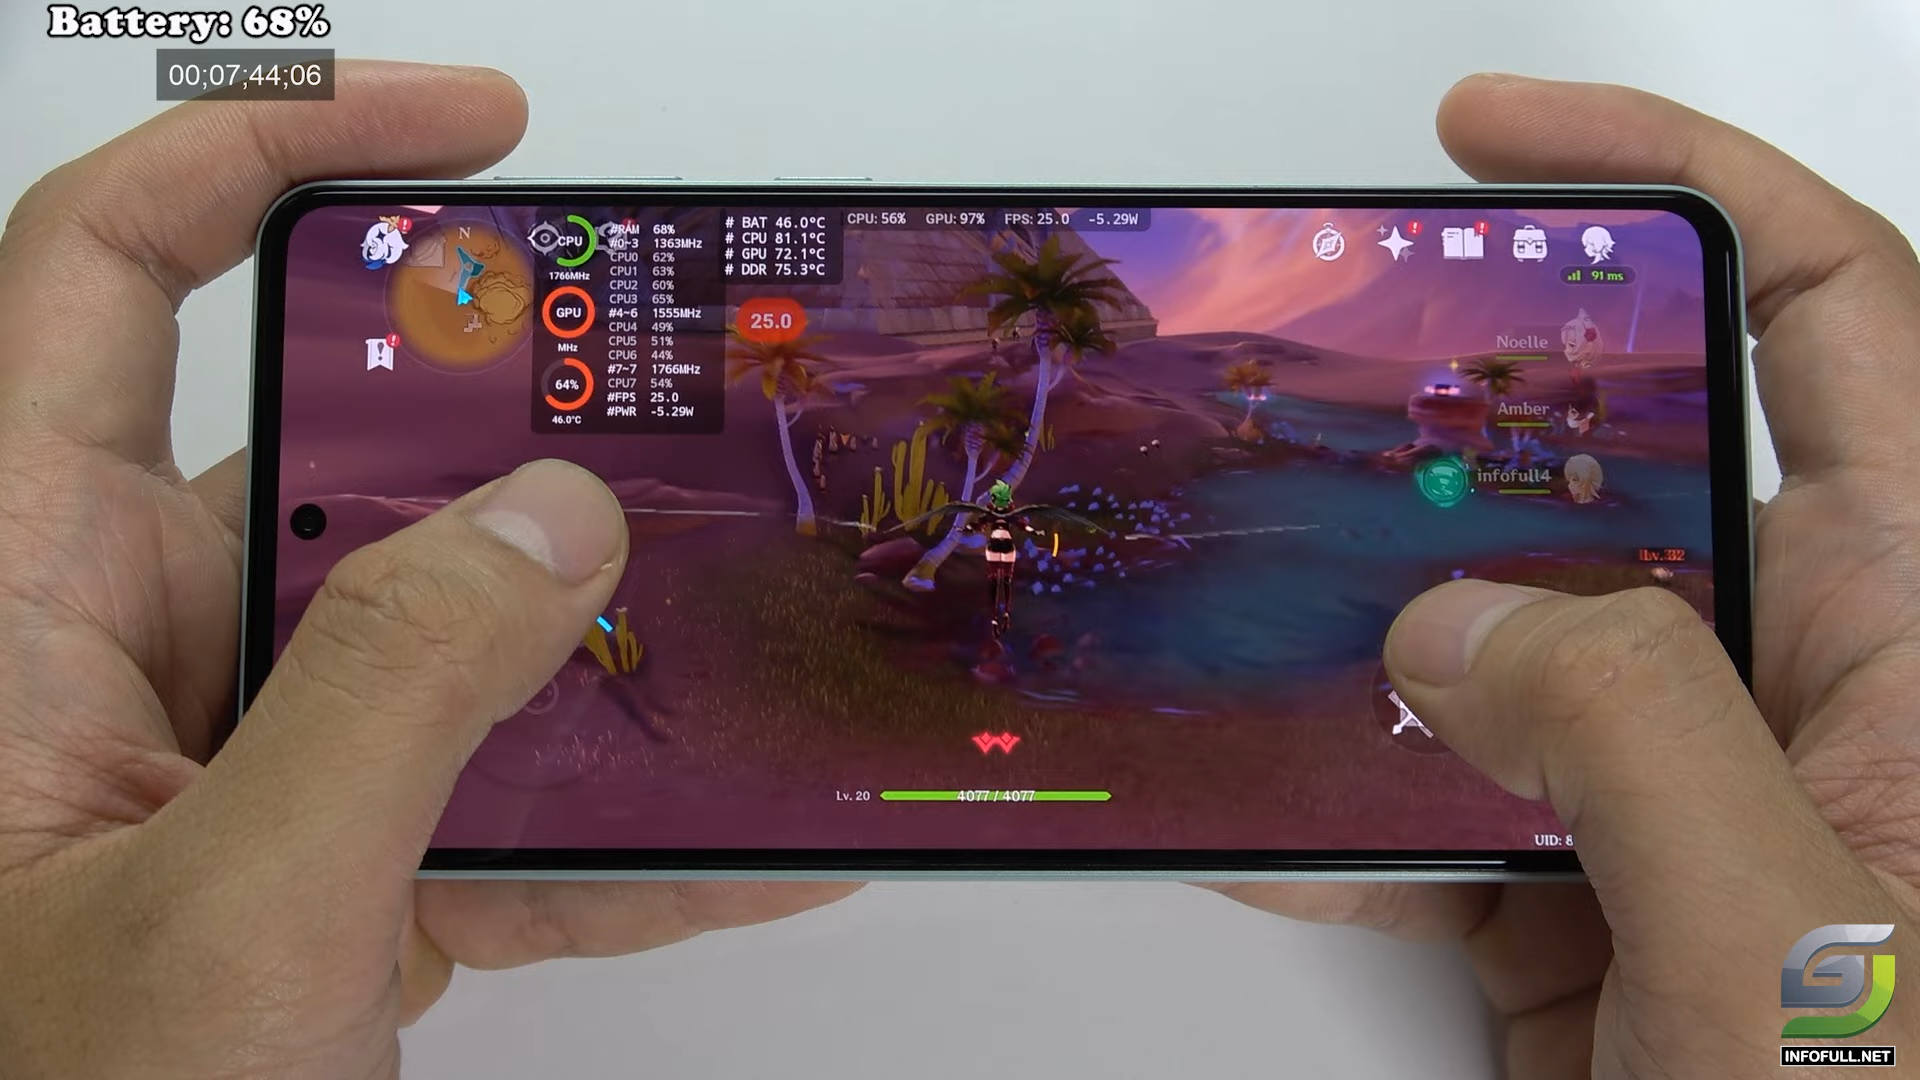 Battery: 68%
00;07;44;06
N
CPU
1766MHz
GPU
MHz
64%
46.0°C
#RAM 68%
#0~3 1363MHz
CPU0 62%
CPU1 63%
CPU2 60%
CPU3 65%
#4~6 1555MHz
CPU4 49%
CPU5 51%
CPU6 44%
#7~7 1766MHz
CPU7 54%
#FPS 25.0
#PWR -5.29W
# BAT 46.0°C
# CPU 81.1°C
# GPU 72.1°C
# DDR 75.3°C
CPU: 56% GPU: 97% FPS: 25.0 -5.29W
25.0
91 ms
Noelle
Amber
infofull4
Lv. 32
Lv. 20 4077 / 4077
UID: 8
INFOFULL.NET